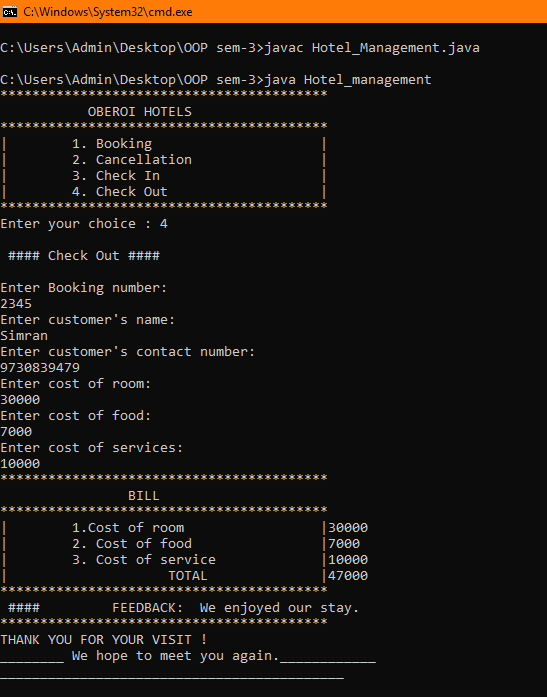 C:\Windows\System32\cmd.exe
C:\Users\Admin\Desktop\OOP sem-3>javac Hotel_Management.java
C:\Users\Admin\Desktop\OOP sem-3>java Hotel_management
*****************************************
           OBEROI HOTELS
*****************************************
|        1. Booking                     |
|        2. Cancellation                |
|        3. Check In                    |
|        4. Check Out                   |
*****************************************
Enter your choice : 4
 #### Check Out ####
Enter Booking number:
2345
Enter customer's name:
Simran
Enter customer's contact number:
9730839479
Enter cost of room:
30000
Enter cost of food:
7000
Enter cost of services:
10000
*****************************************
                BILL
*****************************************
|        1.Cost of room                 |30000
|        2. Cost of food                |7000
|        3. Cost of service             |10000
|                    TOTAL              |47000
*****************************************
 ####         FEEDBACK:  We enjoyed our stay.
*****************************************
THANK YOU FOR YOUR VISIT !
________ We hope to meet you again.____________
___________________________________________